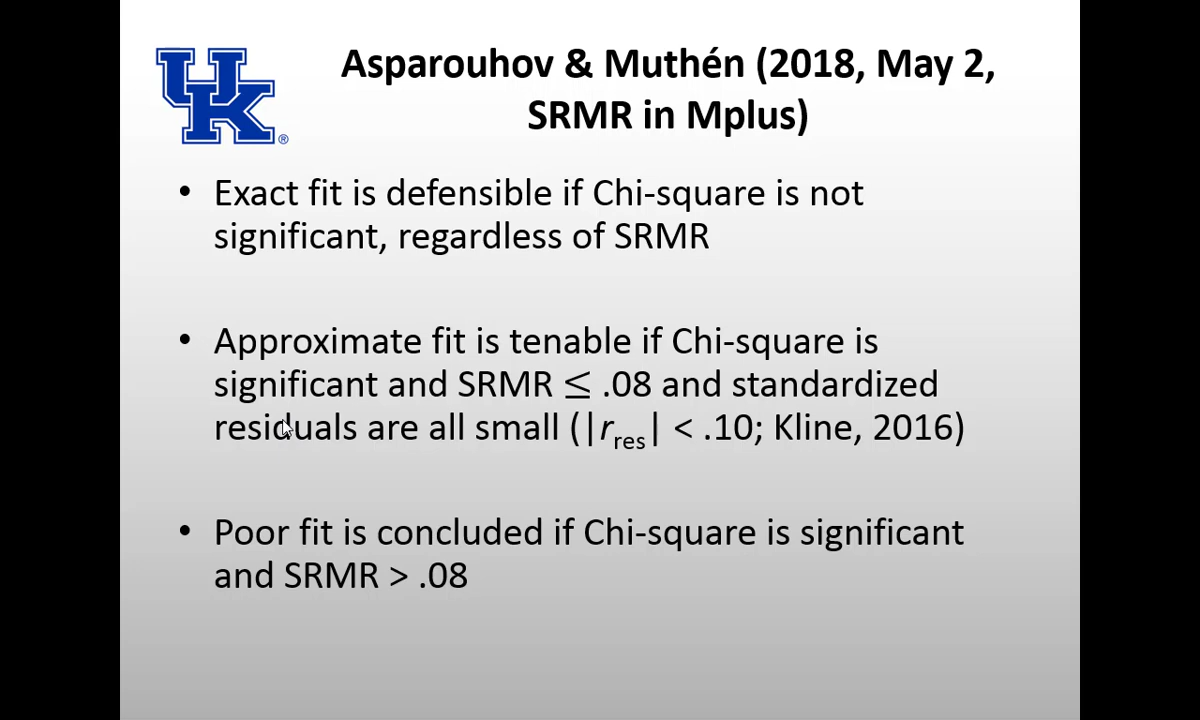 UK ®
Asparouhov & Muthén (2018, May 2,
SRMR in Mplus)
• Exact fit is defensible if Chi-square is not
significant, regardless of SRMR
• Approximate fit is tenable if Chi-square is
significant and SRMR ≤ .08 and standardized
residuals are all small (|r_res| < .10; Kline, 2016)
• Poor fit is concluded if Chi-square is significant
and SRMR > .08